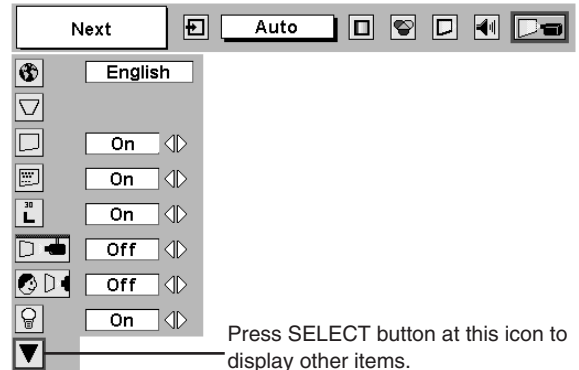 Next
Auto
English
On
On
30
L
On
Off
Off
On
Press SELECT button at this icon to
display other items.